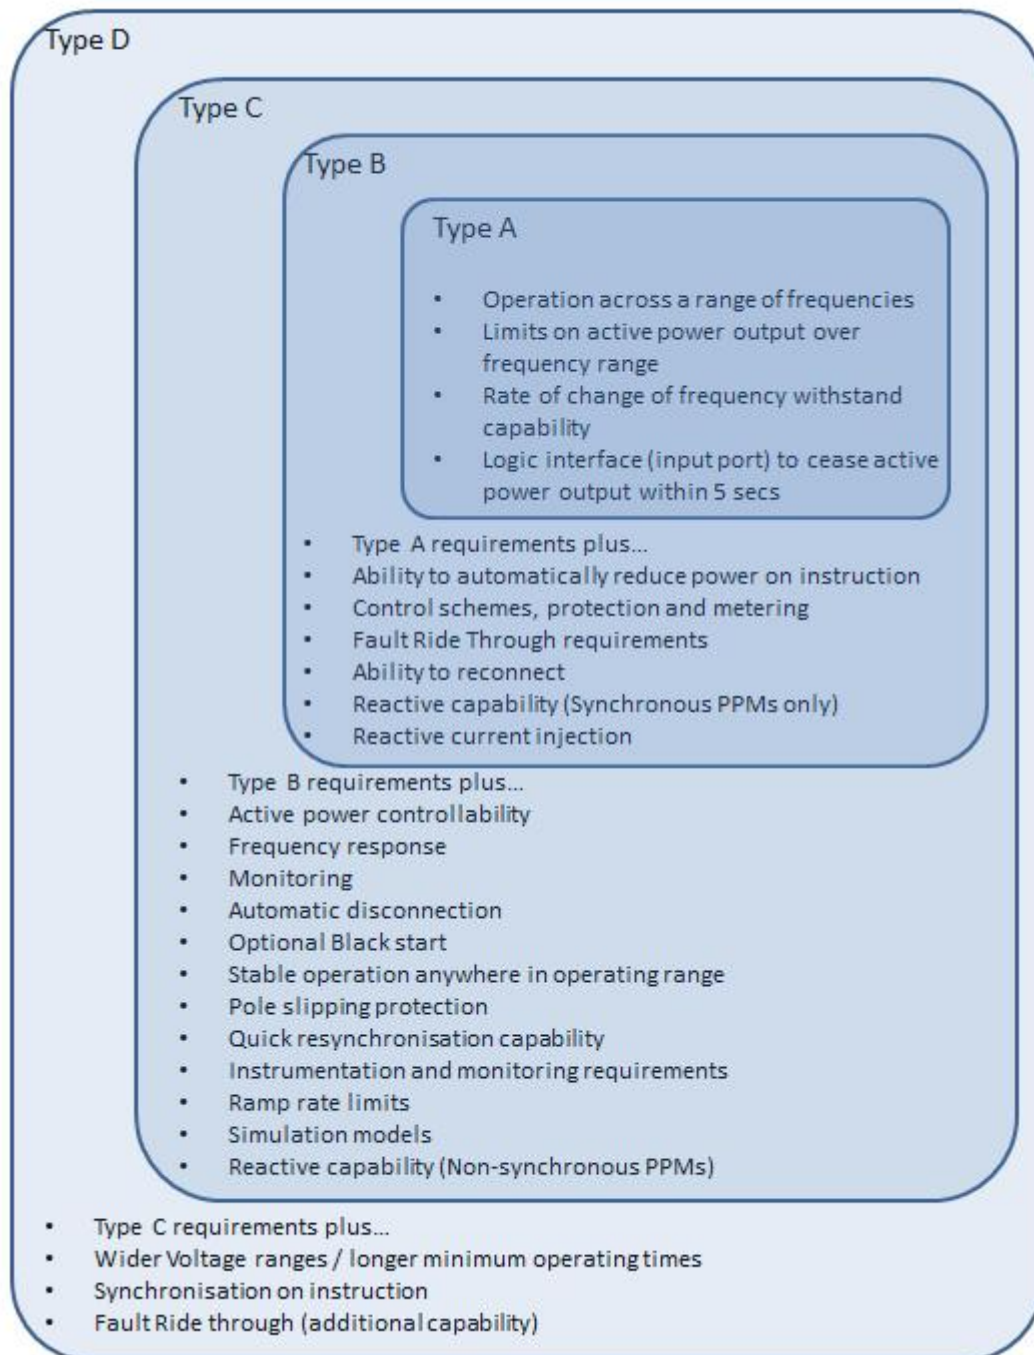 Type D
Type C
Type B
Type A
• Operation across a range of frequencies
• Limits on active power output over
frequency range
• Rate of change of frequency withstand
capability
• Logic interface (input port) to cease active
power output within 5 secs
• Type A requirements plus...
• Ability to automatically reduce power on instruction
• Control schemes, protection and metering
• Fault Ride Through requirements
• Ability to reconnect
• Reactive capability (Synchronous PPMs only)
• Reactive current injection
• Type B requirements plus...
• Active power controllability
• Frequency response
• Monitoring
• Automatic disconnection
• Optional Black start
• Stable operation anywhere in operating range
• Pole slipping protection
• Quick resynchronisation capability
• Instrumentation and monitoring requirements
• Ramp rate limits
• Simulation models
• Reactive capability (Non-synchronous PPMs)
• Type C requirements plus...
• Wider Voltage ranges / longer minimum operating times
• Synchronisation on instruction
• Fault Ride through (additional capability)